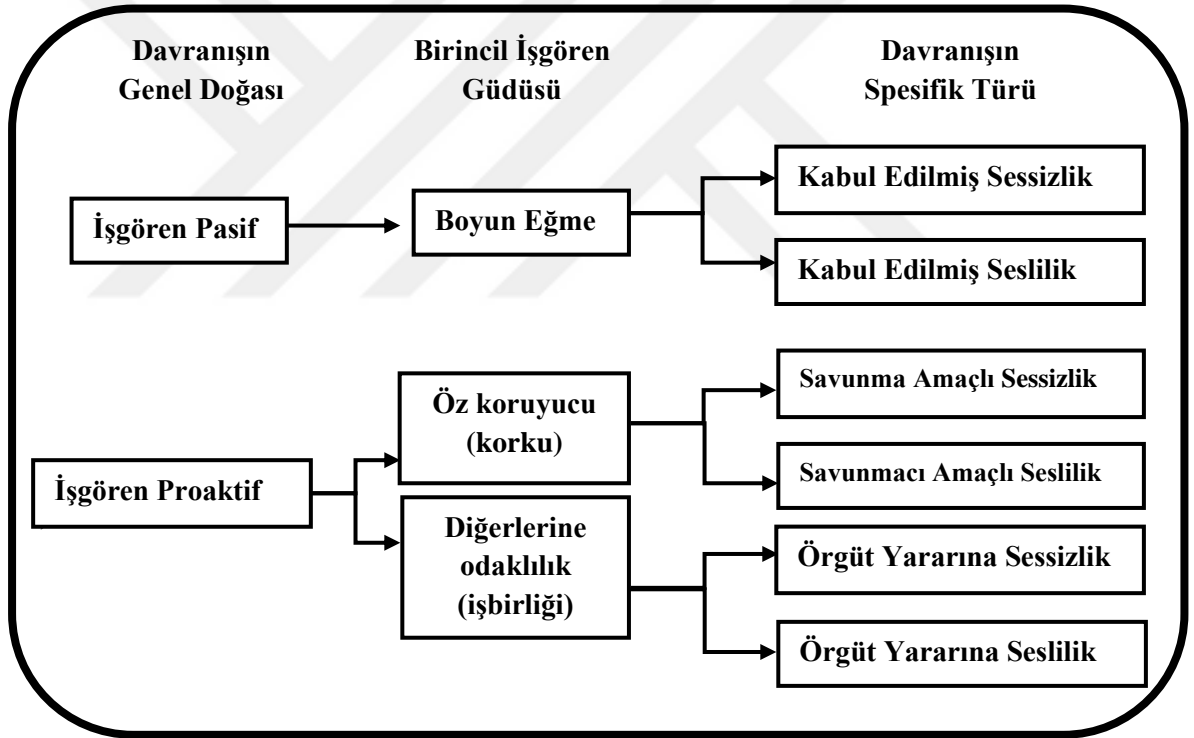 Davranışın
Genel Doğası
Birincil İşgören
Güdüsü
Davranışın
Spesifik Türü
İşgören Pasif
Boyun Eğme
Kabul Edilmiş Sessizlik
Kabul Edilmiş Seslilik
İşgören Proaktif
Öz koruyucu
(korku)
Diğerlerine
odaklılık
(işbirliği)
Savunma Amaçlı Sessizlik
Savunmacı Amaçlı Seslilik
Örgüt Yararına Sessizlik
Örgüt Yararına Seslilik